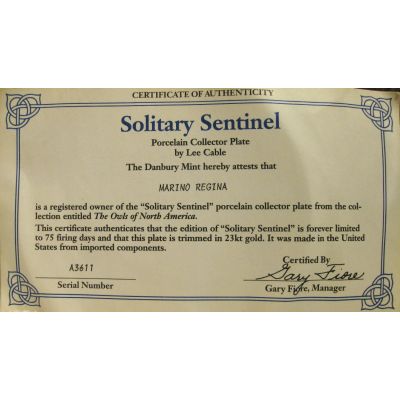 CERTIFICATE OF AUTHENTICITY
Solitary Sentinel
Porcelain Collector Plate
by Lee Cable
The Danbury Mint hereby attests that
MARINO REGINA
is a registered owner of the "Solitary Sentinel" porcelain collector plate from the col-
lection entitled The Owls of North America.
This certificate authenticates that the edition of "Solitary Sentinel" is forever limited
to 75 firing days and that this plate is trimmed in 23kt gold. It was made in the United
States from imported components.
A3611
Serial Number
Certified By
Gary Fiore
Gary Fiore, Manager